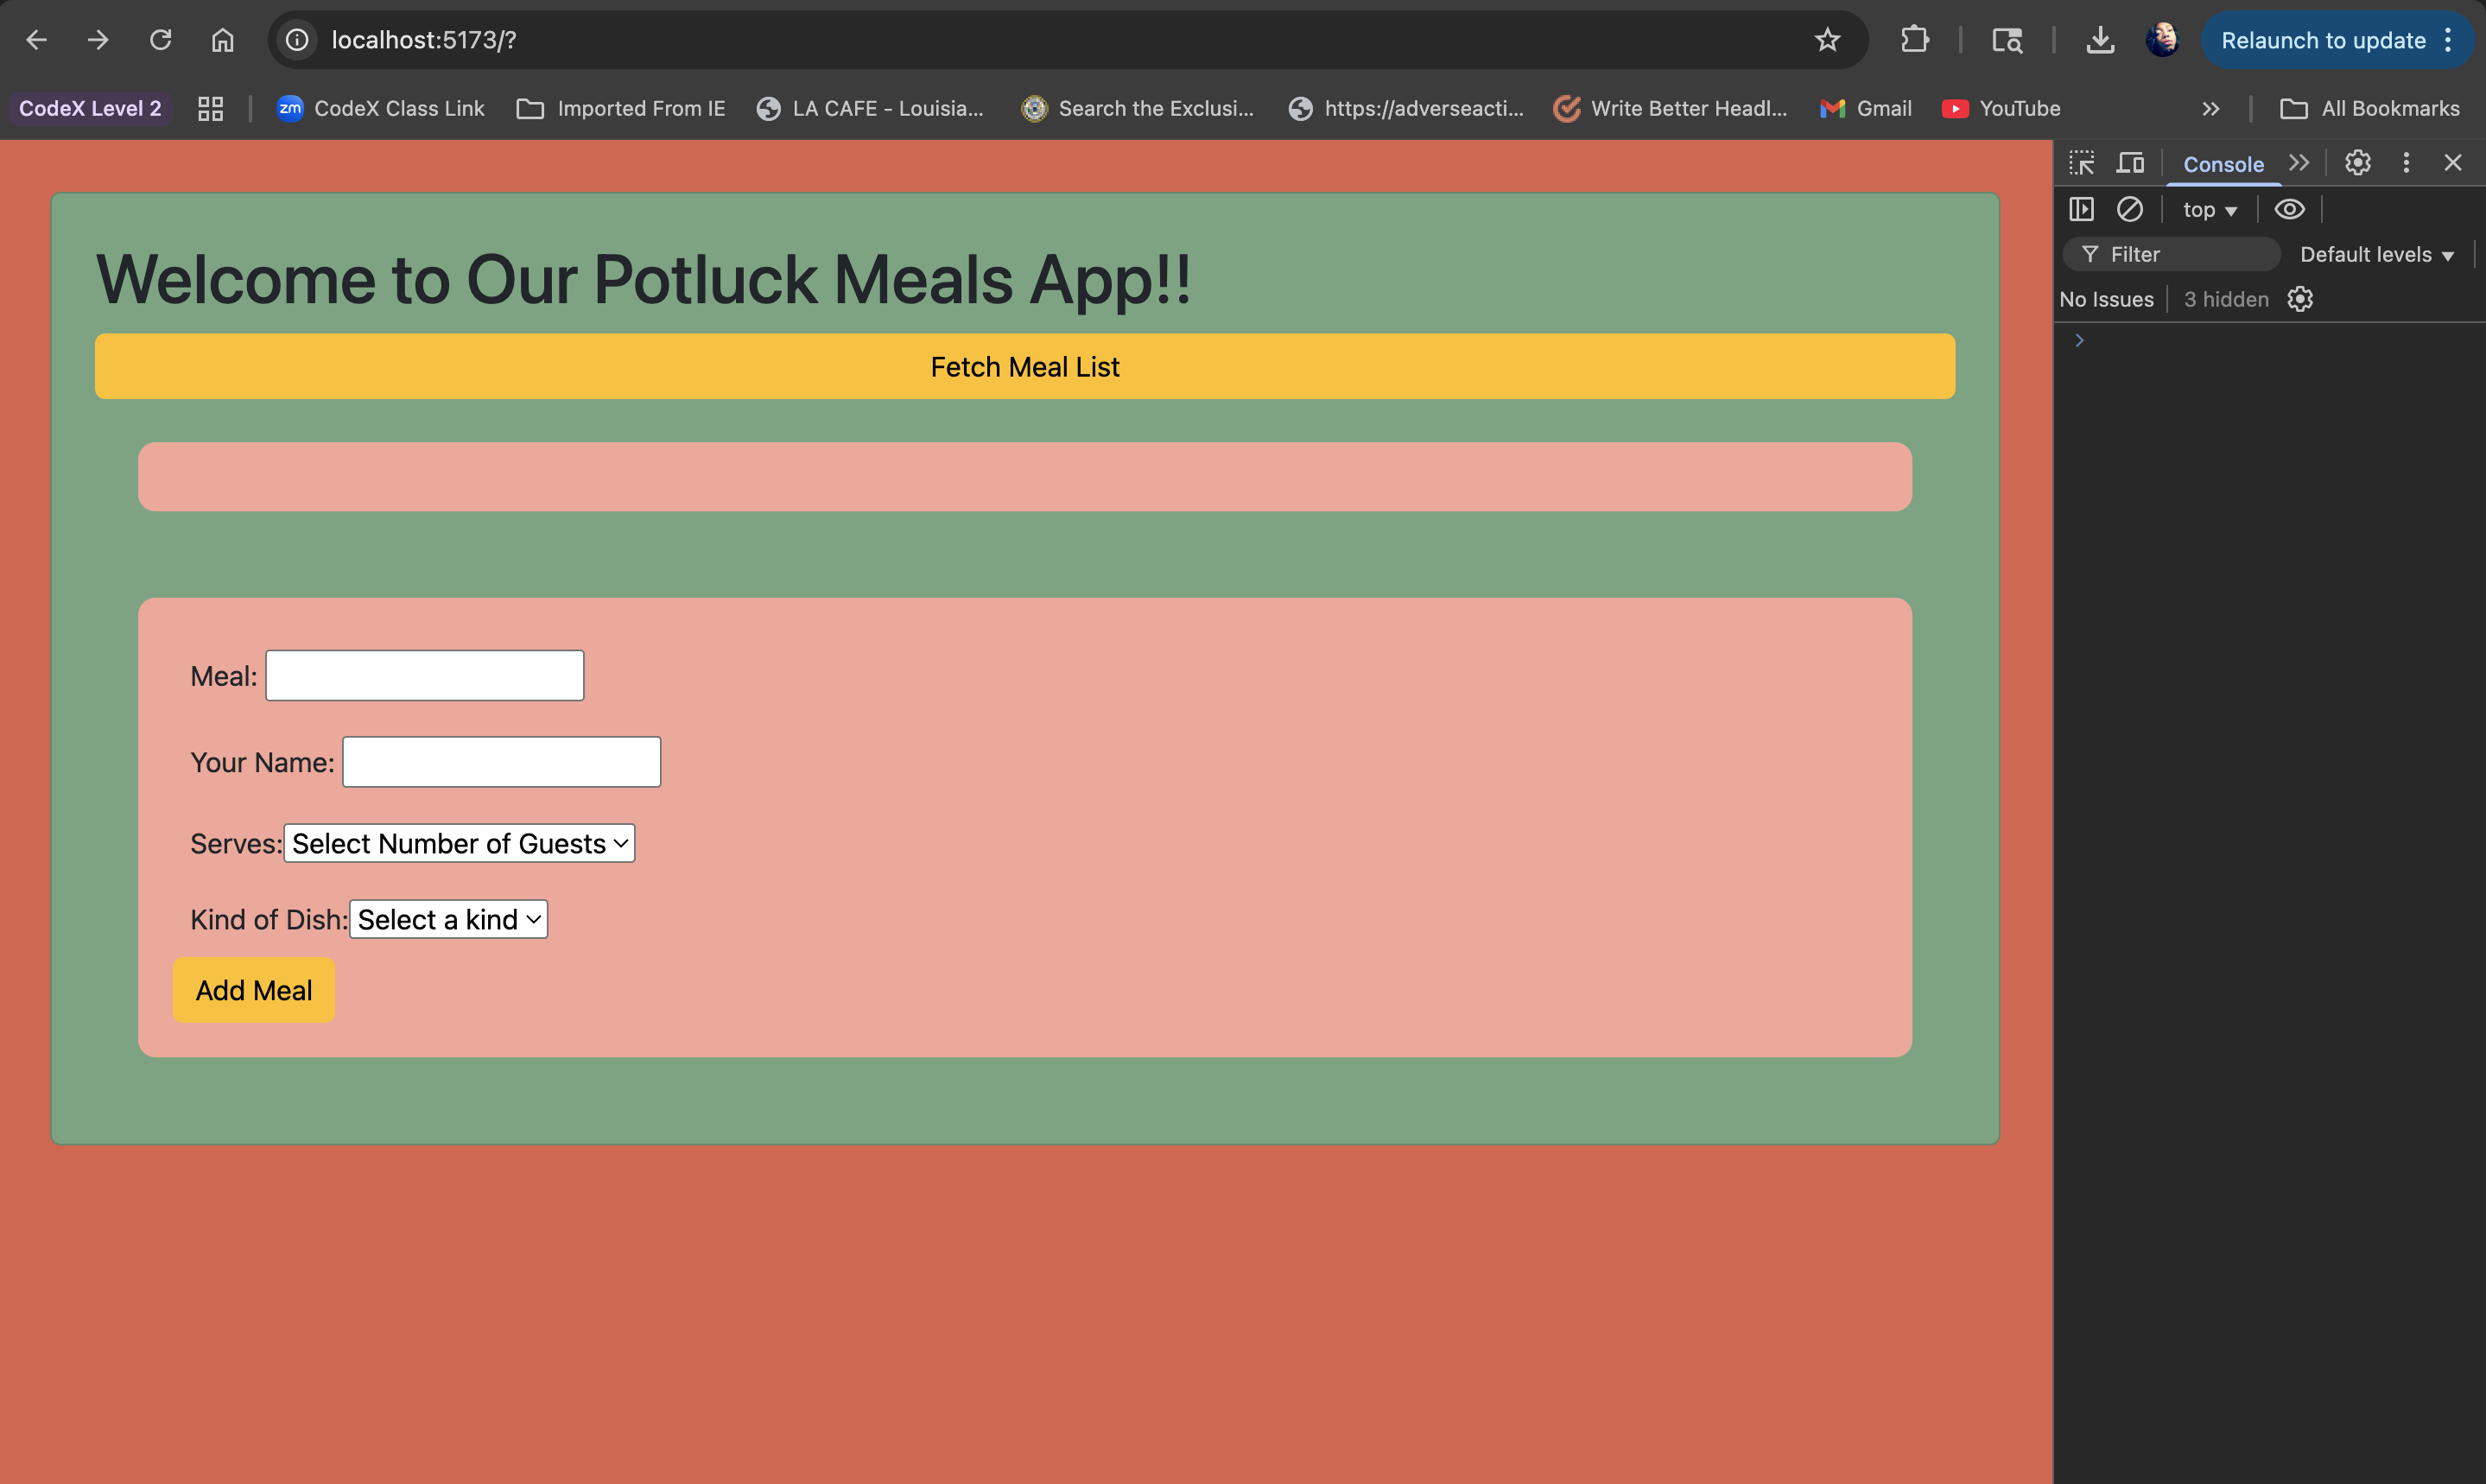 localhost:5173/?
Relaunch to update
CodeX Level 2
zm CodeX Class Link
Imported From IE
LA CAFE - Louisia...
Search the Exclusi...
https://adverseacti...
Write Better Headl...
Gmail
YouTube
All Bookmarks
Console
top
Filter
Default levels
No Issues
3 hidden
Welcome to Our Potluck Meals App!!
Fetch Meal List
Meal:
Your Name:
Serves: Select Number of Guests
Kind of Dish: Select a kind
Add Meal